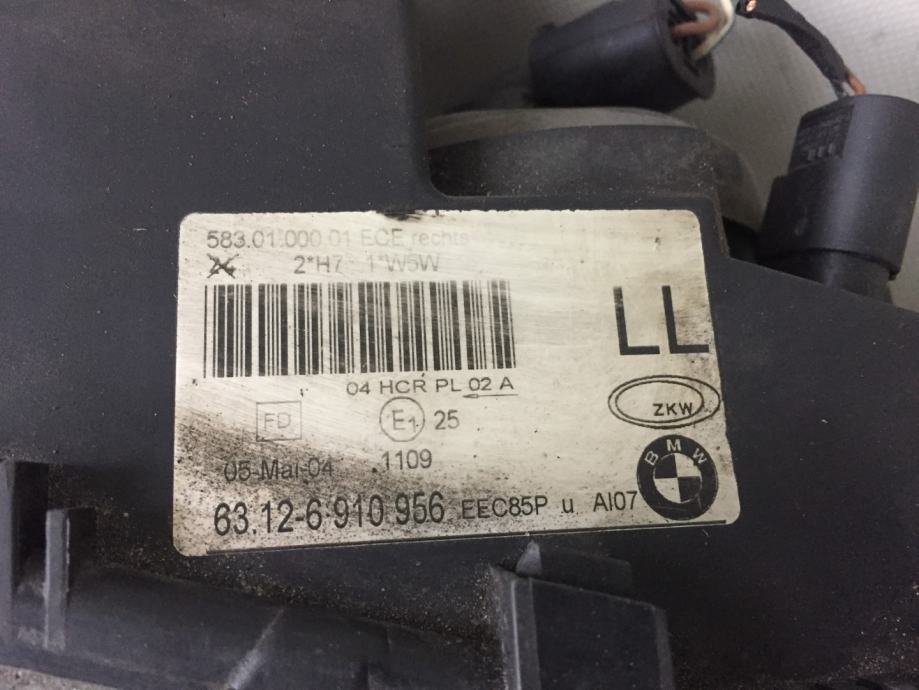 583.01.000.01 ECE rechts
2*H7 1*W5W
LL
04 HCR PL 02 A
FD E1 25
ZKW
05-Mai-04 1109
BMW
63.12-6 910 956 EEC85P u AI07